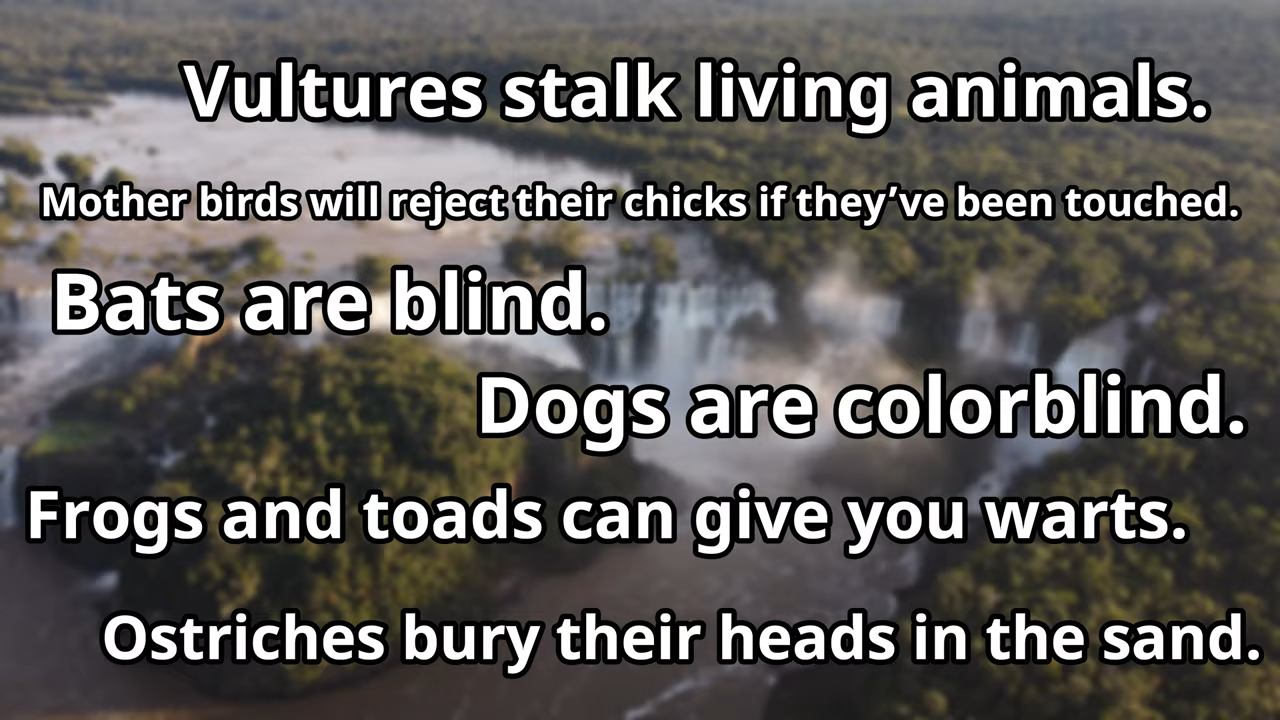 Vultures stalk living animals.
Mother birds will reject their chicks if they’ve been touched.
Bats are blind.
Dogs are colorblind.
Frogs and toads can give you warts.
Ostriches bury their heads in the sand.